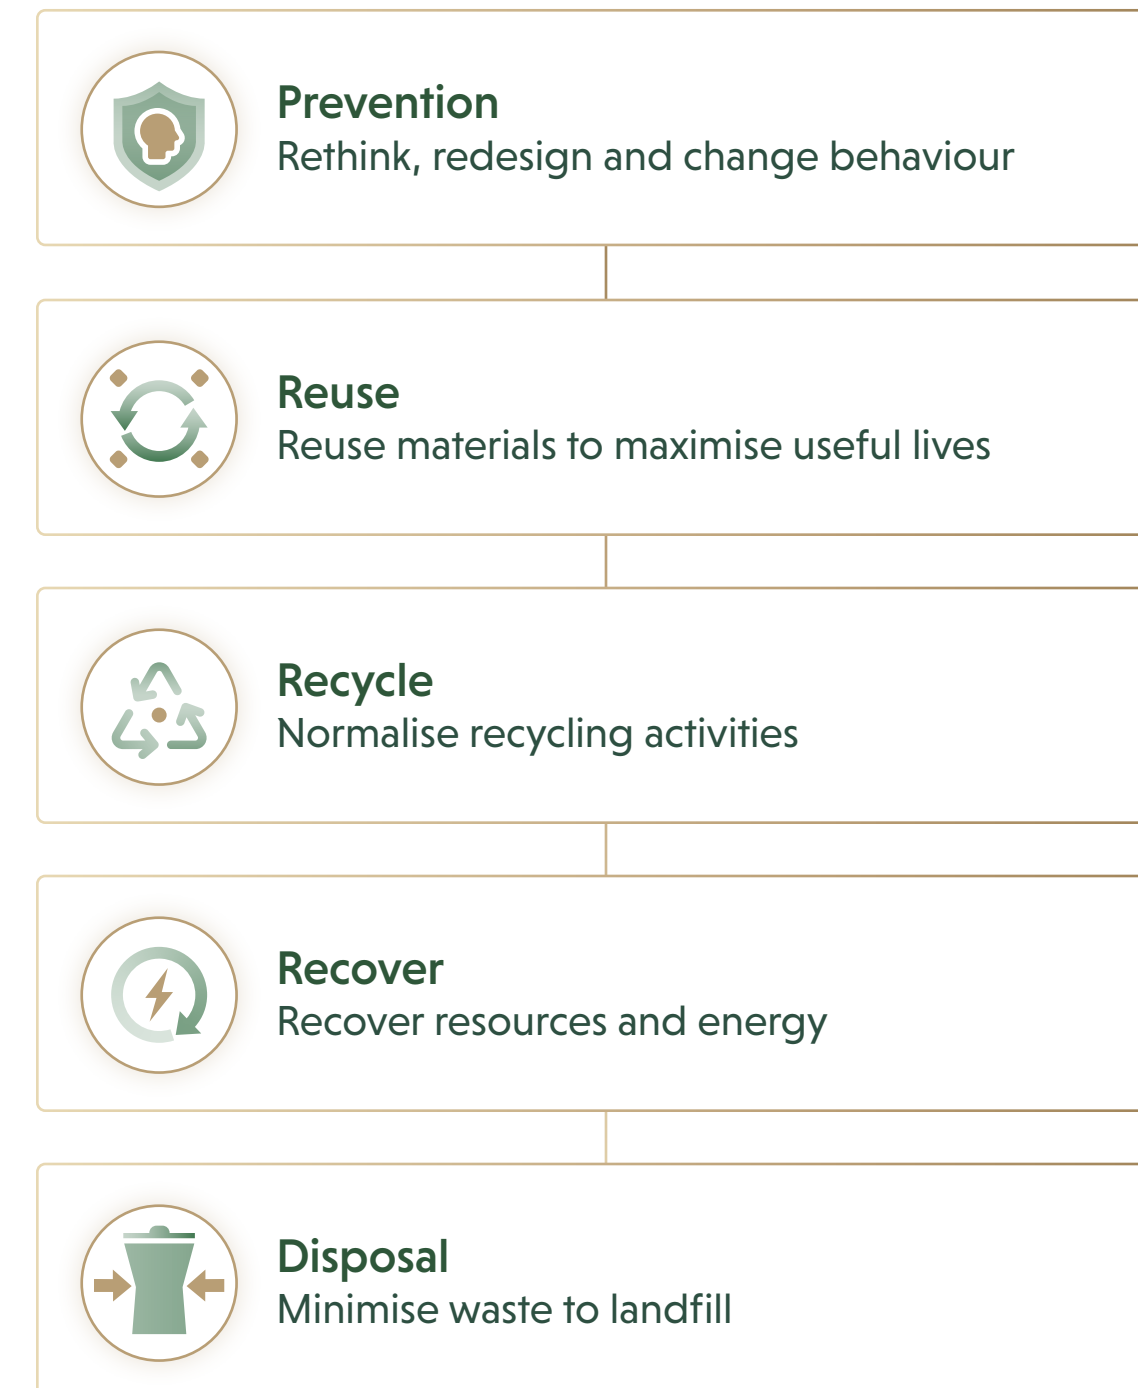 Prevention
Rethink, redesign and change behaviour
Reuse
Reuse materials to maximise useful lives
Recycle
Normalise recycling activities
Recover
Recover resources and energy
Disposal
Minimise waste to landfill